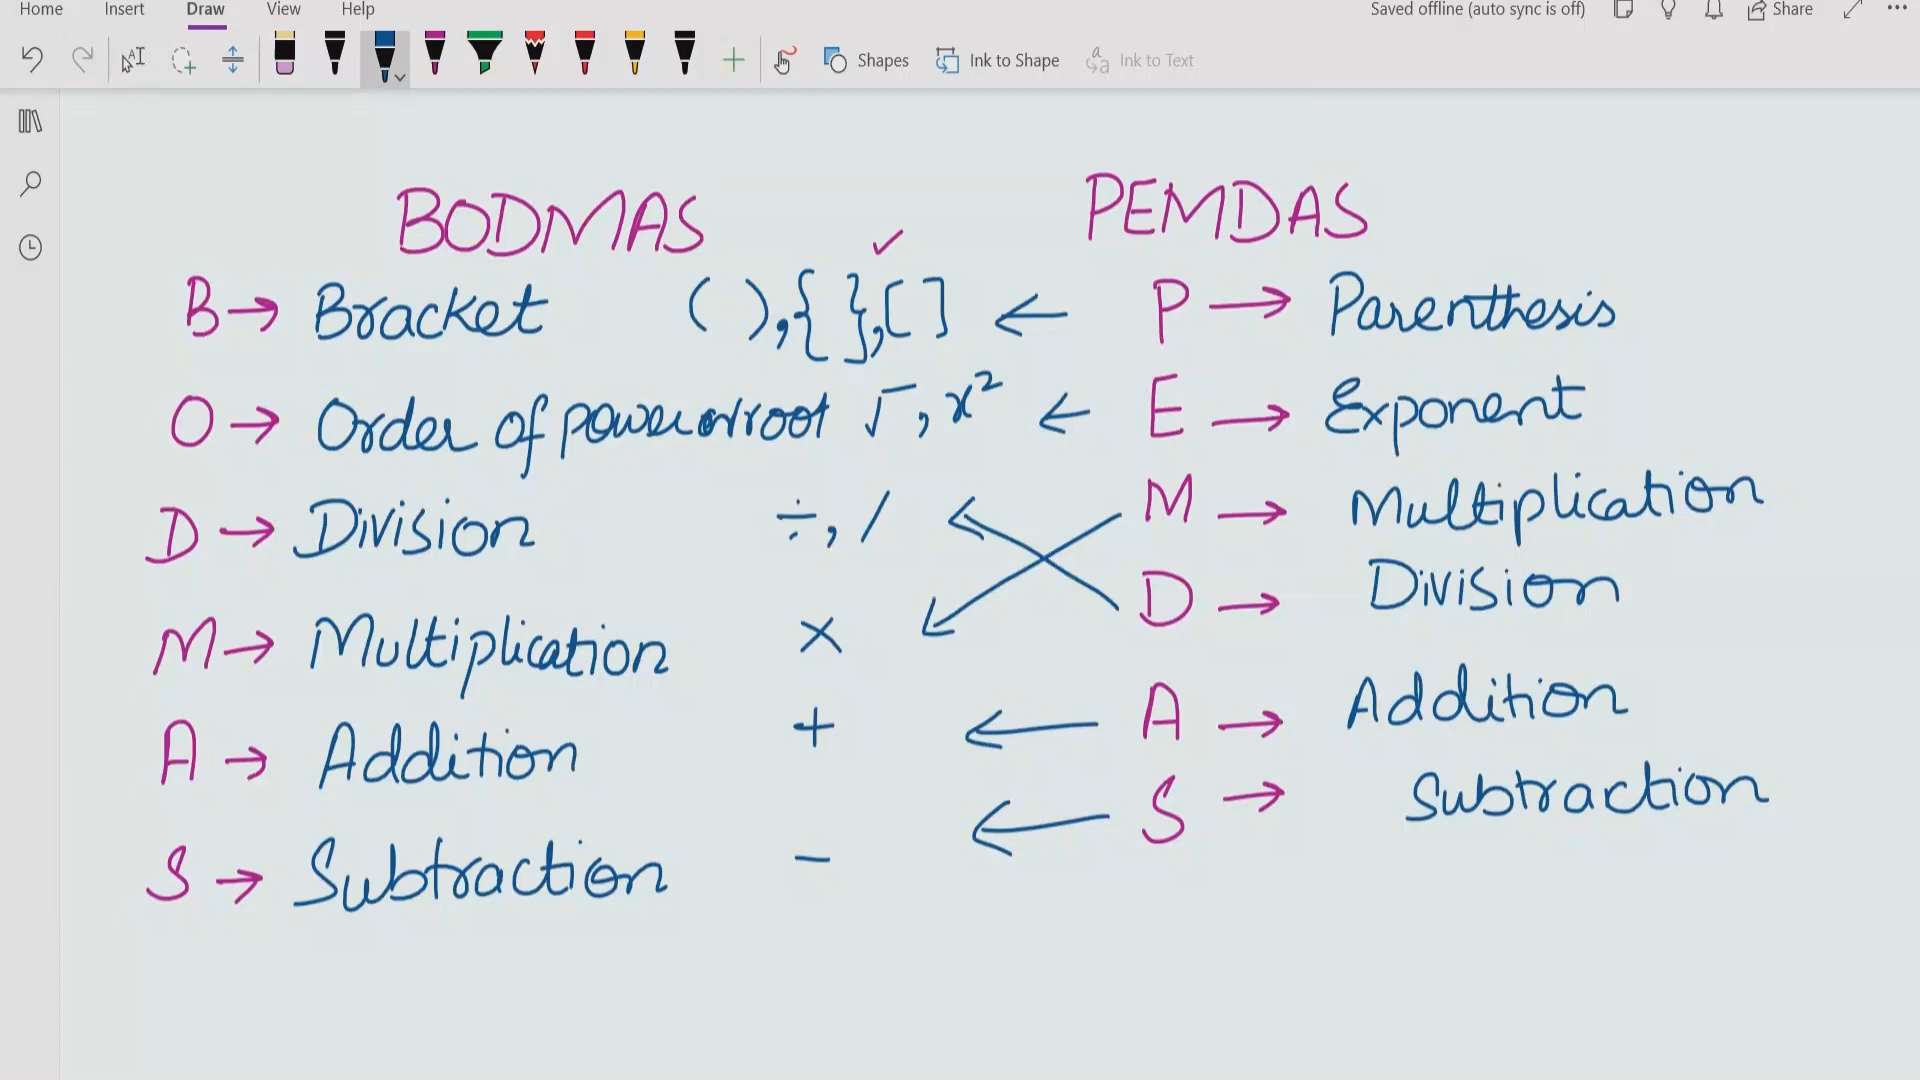 Home Insert Draw View Help Saved offline (auto sync is off) Share
Shapes Ink to Shape Ink to Text
BODMAS PEMDAS
B → Bracket ( ), { }, [ ] ← P → Parenthesis
O → Order of power or root √ , x² ← E → Exponent
D → Division ÷, / M → Multiplication
D → Division
M → Multiplication ×
A → Addition + ← A → Addition
S → Subtraction
S → Subtraction − ←